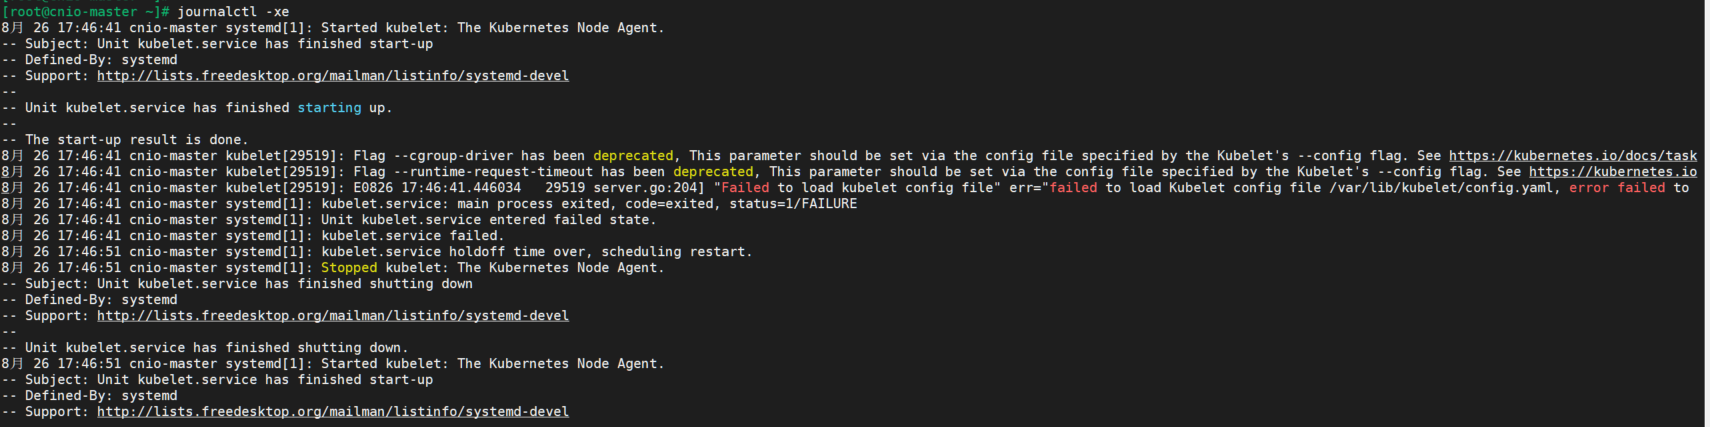 [root@cnio-master ~]# journalctl -xe
8月 26 17:46:41 cnio-master systemd[1]: Started kubelet: The Kubernetes Node Agent.
-- Subject: Unit kubelet.service has finished start-up
-- Defined-By: systemd
-- Support: http://lists.freedesktop.org/mailman/listinfo/systemd-devel
--
-- Unit kubelet.service has finished starting up.
--
-- The start-up result is done.
8月 26 17:46:41 cnio-master kubelet[29519]: Flag --cgroup-driver has been deprecated, This parameter should be set via the config file specified by the Kubelet's --config flag. See https://kubernetes.io/docs/task
8月 26 17:46:41 cnio-master kubelet[29519]: Flag --runtime-request-timeout has been deprecated, This parameter should be set via the config file specified by the Kubelet's --config flag. See https://kubernetes.io
8月 26 17:46:41 cnio-master kubelet[29519]: E0826 17:46:41.446034   29519 server.go:204] "Failed to load kubelet config file" err="failed to load Kubelet config file /var/lib/kubelet/config.yaml, error failed to
8月 26 17:46:41 cnio-master systemd[1]: kubelet.service: main process exited, code=exited, status=1/FAILURE
8月 26 17:46:41 cnio-master systemd[1]: Unit kubelet.service entered failed state.
8月 26 17:46:41 cnio-master systemd[1]: kubelet.service failed.
8月 26 17:46:51 cnio-master systemd[1]: kubelet.service holdoff time over, scheduling restart.
8月 26 17:46:51 cnio-master systemd[1]: Stopped kubelet: The Kubernetes Node Agent.
-- Subject: Unit kubelet.service has finished shutting down
-- Defined-By: systemd
-- Support: http://lists.freedesktop.org/mailman/listinfo/systemd-devel
--
-- Unit kubelet.service has finished shutting down.
8月 26 17:46:51 cnio-master systemd[1]: Started kubelet: The Kubernetes Node Agent.
-- Subject: Unit kubelet.service has finished start-up
-- Defined-By: systemd
-- Support: http://lists.freedesktop.org/mailman/listinfo/systemd-devel